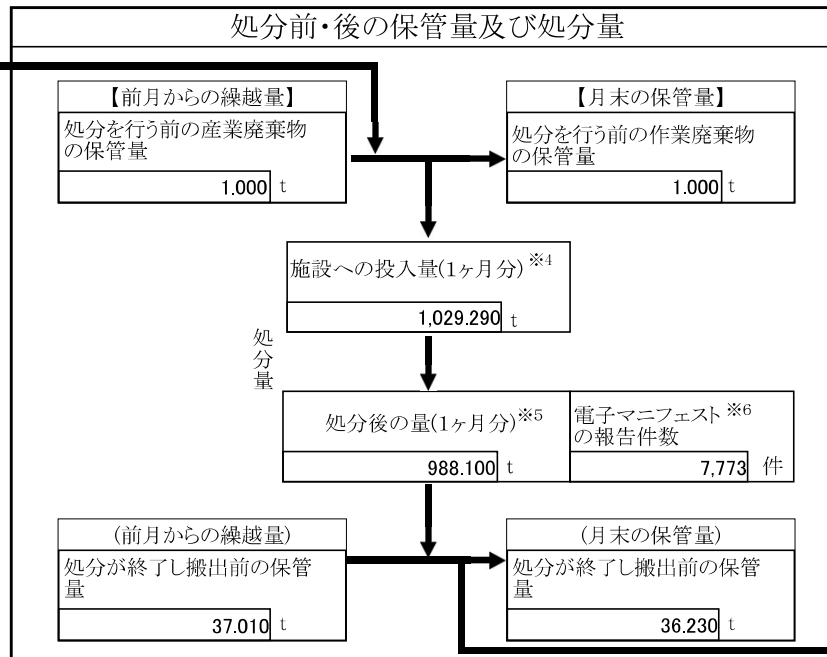 処分前・後の保管量及び処分量
【前月からの繰越量】
処分を行う前の産業廃棄物
の保管量
1.000 t
【月末の保管量】
処分を行う前の作業廃棄物
の保管量
1.000 t
施設への投入量(1ヶ月分)※4
1,029.290 t
処分量
処分後の量(1ヶ月分)※5
988.100 t
電子マニフェスト※6
の報告件数
7,773 件
(前月からの繰越量)
処分が終了し搬出前の保管
量
37.010 t
(月末の保管量)
処分が終了し搬出前の保管
量
36.230 t